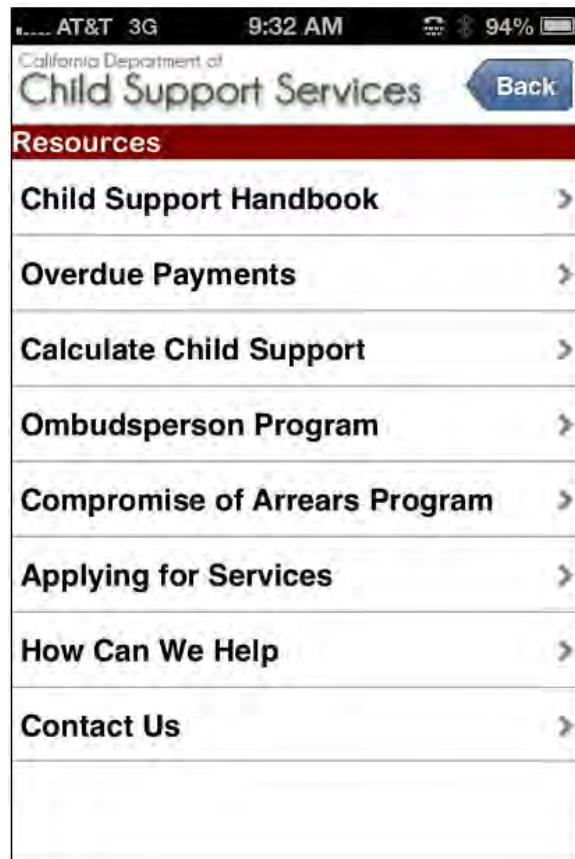 AT&T 3G 9:32 AM 94%
California Department of
Child Support Services
Back
Resources
Child Support Handbook
Overdue Payments
Calculate Child Support
Ombudsperson Program
Compromise of Arrears Program
Applying for Services
How Can We Help
Contact Us